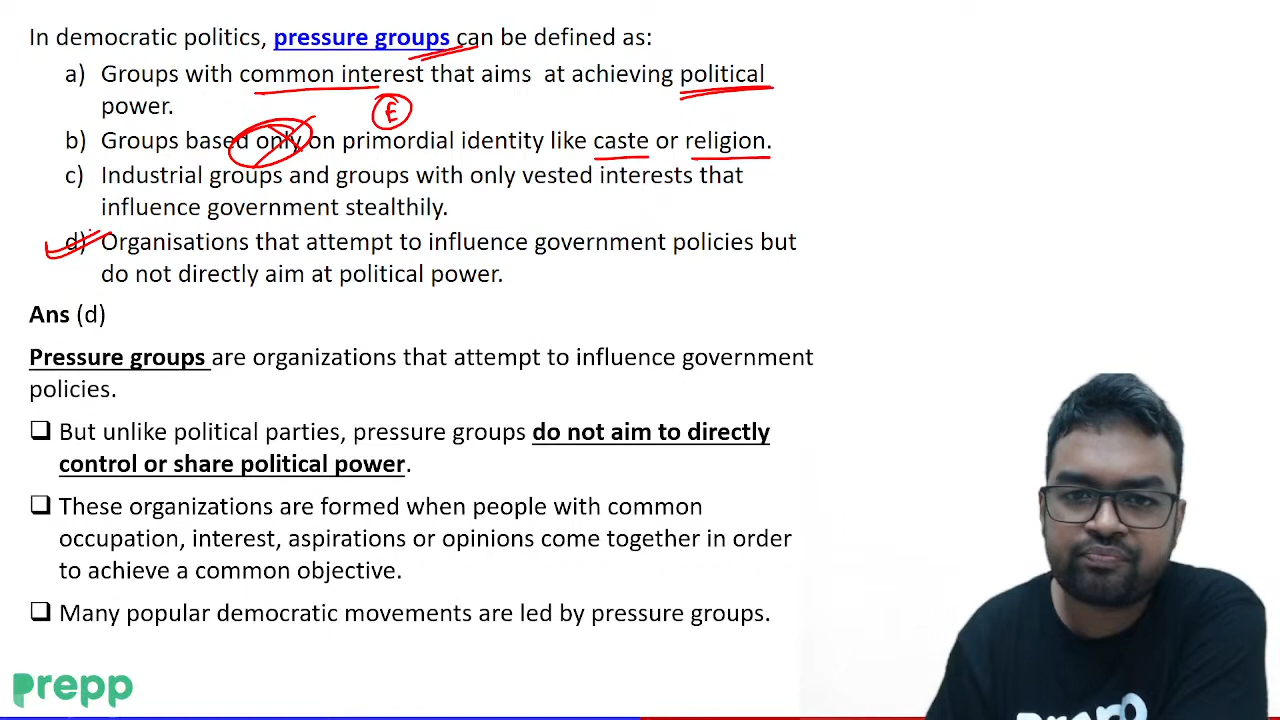 In democratic politics, pressure groups can be defined as:
a) Groups with common interest that aims at achieving political
power.
E
b) Groups based only on primordial identity like caste or religion.
c) Industrial groups and groups with only vested interests that
influence government stealthily.
d) Organisations that attempt to influence government policies but
do not directly aim at political power.
Ans (d)
Pressure groups are organizations that attempt to influence government
policies.
But unlike political parties, pressure groups do not aim to directly
control or share political power.
These organizations are formed when people with common
occupation, interest, aspirations or opinions come together in order
to achieve a common objective.
Many popular democratic movements are led by pressure groups.
prepp